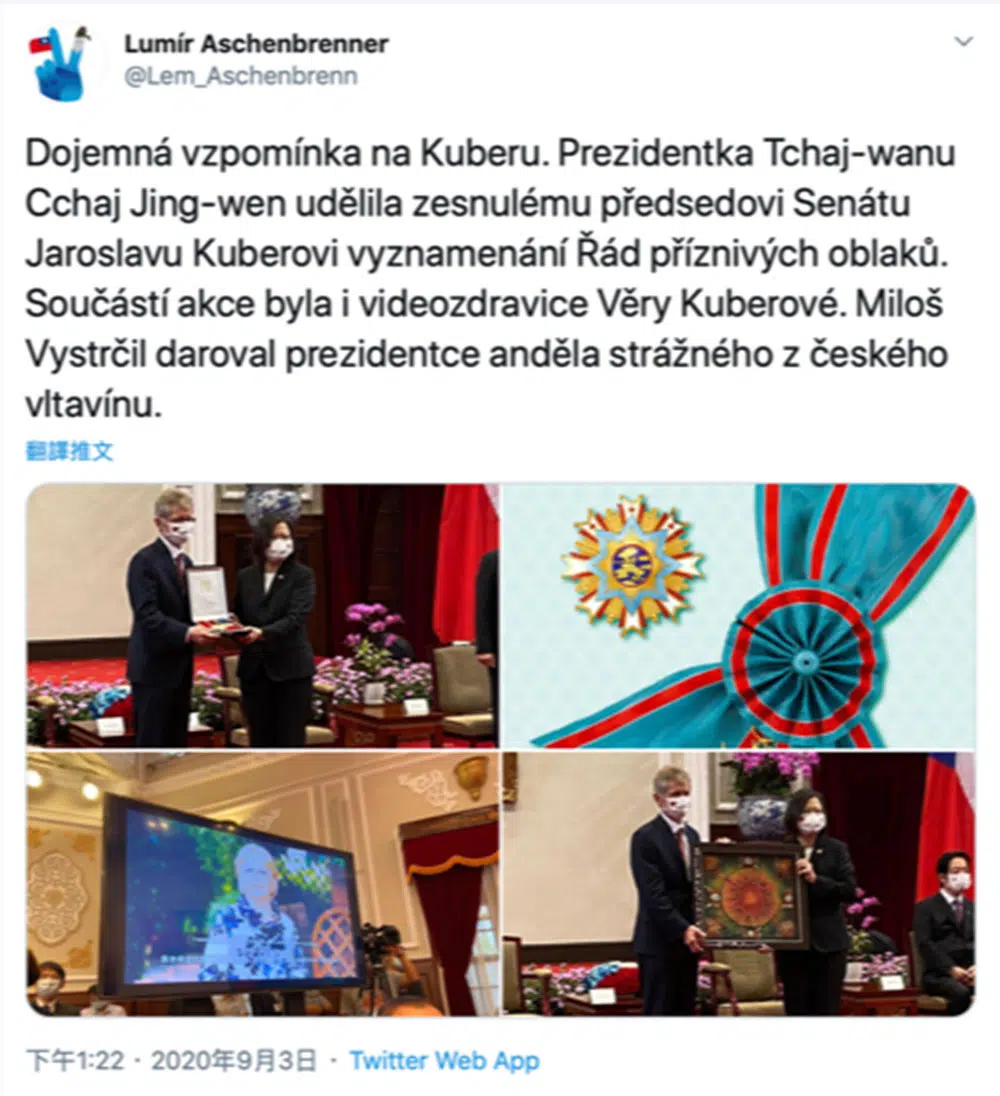 Lumír Aschenbrenner
@Lem_Aschenbrenn
Dojemná vzpomínka na Kuberu. Prezidentka Tchaj-wanu
Cchaj Jing-wen udělila zesnulému předsedovi Senátu
Jaroslavu Kuberovi vyznamenání Řád příznivých oblaků.
Součástí akce byla i videozdravice Věry Kuberové. Miloš
Vystrčil daroval prezidentce anděla strážného z českého
vltavínu.
翻譯推文
下午1:22 · 2020年9月3日 · Twitter Web App